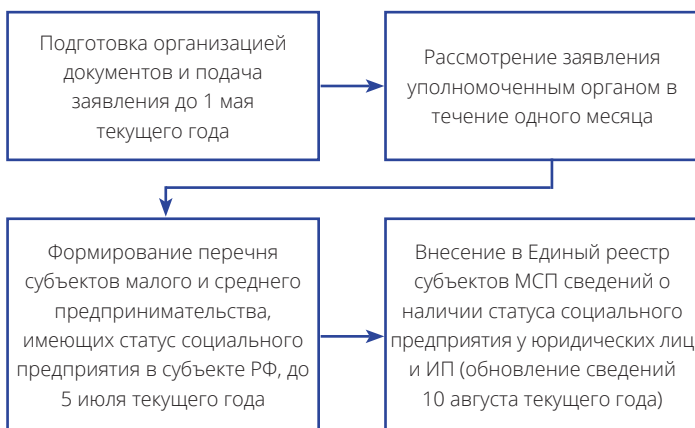 Подготовка организацией
документов и подача
заявления до 1 мая
текущего года
Рассмотрение заявления
уполномоченным органом в
течение одного месяца
Формирование перечня
субъектов малого и среднего
предпринимательства,
имеющих статус социального
предприятия в субъекте РФ, до
5 июля текущего года
Внесение в Единый реестр
субъектов МСП сведений о
наличии статуса социального
предприятия у юридических лиц
и ИП (обновление сведений
10 августа текущего года)